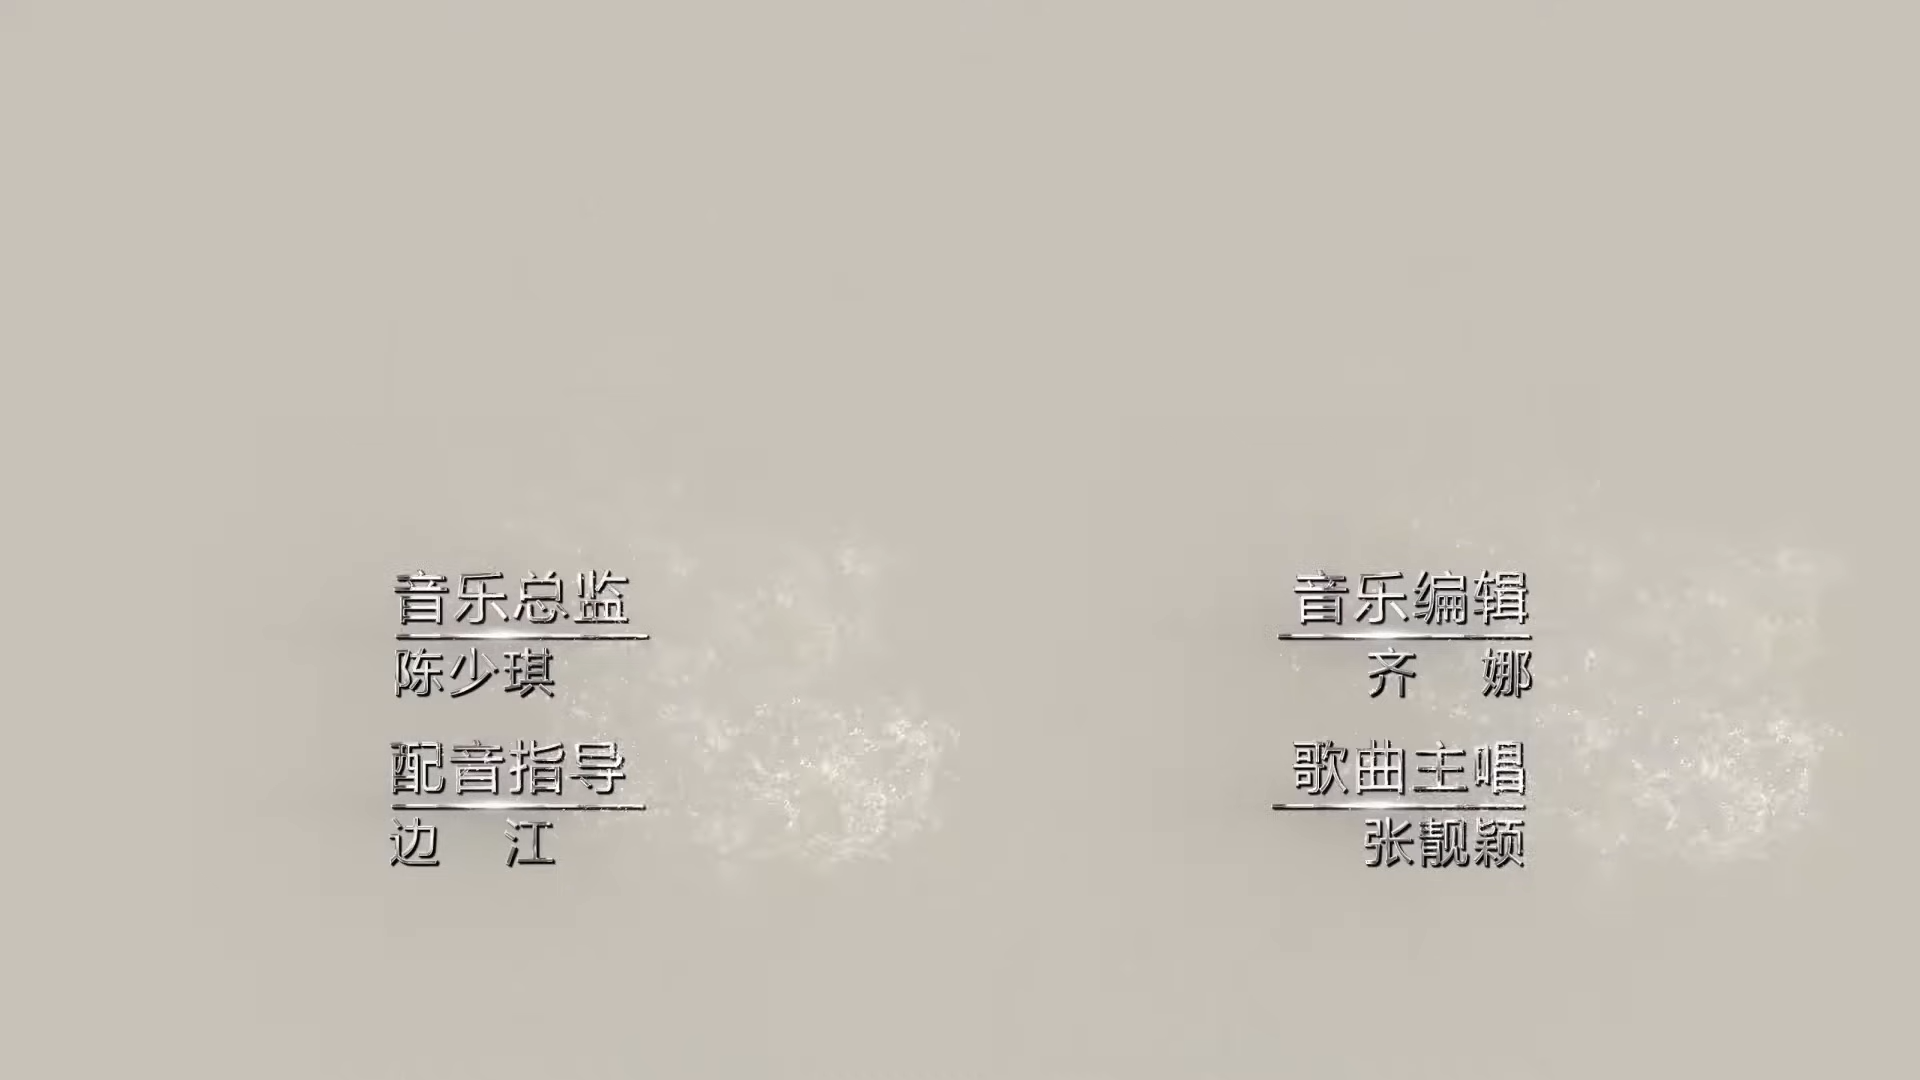 音乐总监
陈少琪
配音指导
边 江
音乐编辑
齐 娜
歌曲主唱
张靓颖